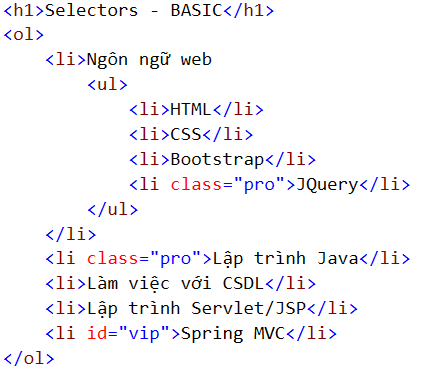 <h1>Selectors - BASIC</h1>
<ol>
    <li>Ngôn ngữ web
        <ul>
            <li>HTML</li>
            <li>CSS</li>
            <li>Bootstrap</li>
            <li class="pro">JQuery</li>
        </ul>
    </li>
    <li class="pro">Lập trình Java</li>
    <li>Làm việc với CSDL</li>
    <li>Lập trình Servlet/JSP</li>
    <li id="vip">Spring MVC</li>
</ol>